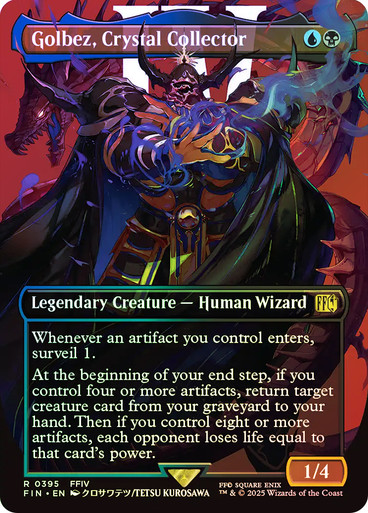 IV
Golbez, Crystal Collector
Legendary Creature — Human Wizard
Whenever an artifact you control enters,
surveil 1.
At the beginning of your end step, if you
control four or more artifacts, return target
creature card from your graveyard to your
hand. Then if you control eight or more
artifacts, each opponent loses life equal to
that card's power.
1/4
R 0395 FFIV
FIN • EN クロサワテツ/TETSU KUROSAWA
FF© SQUARE ENIX
™ & © 2025 Wizards of the Coast